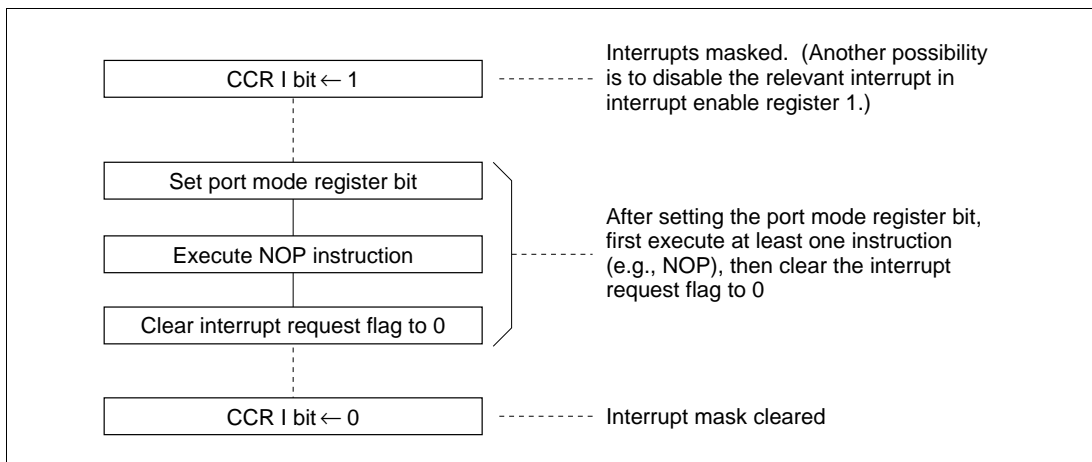 CCR I bit ← 1
Interrupts masked. (Another possibility
is to disable the relevant interrupt in
interrupt enable register 1.)
Set port mode register bit
Execute NOP instruction
Clear interrupt request flag to 0
After setting the port mode register bit,
first execute at least one instruction
(e.g., NOP), then clear the interrupt
request flag to 0
CCR I bit ← 0
Interrupt mask cleared